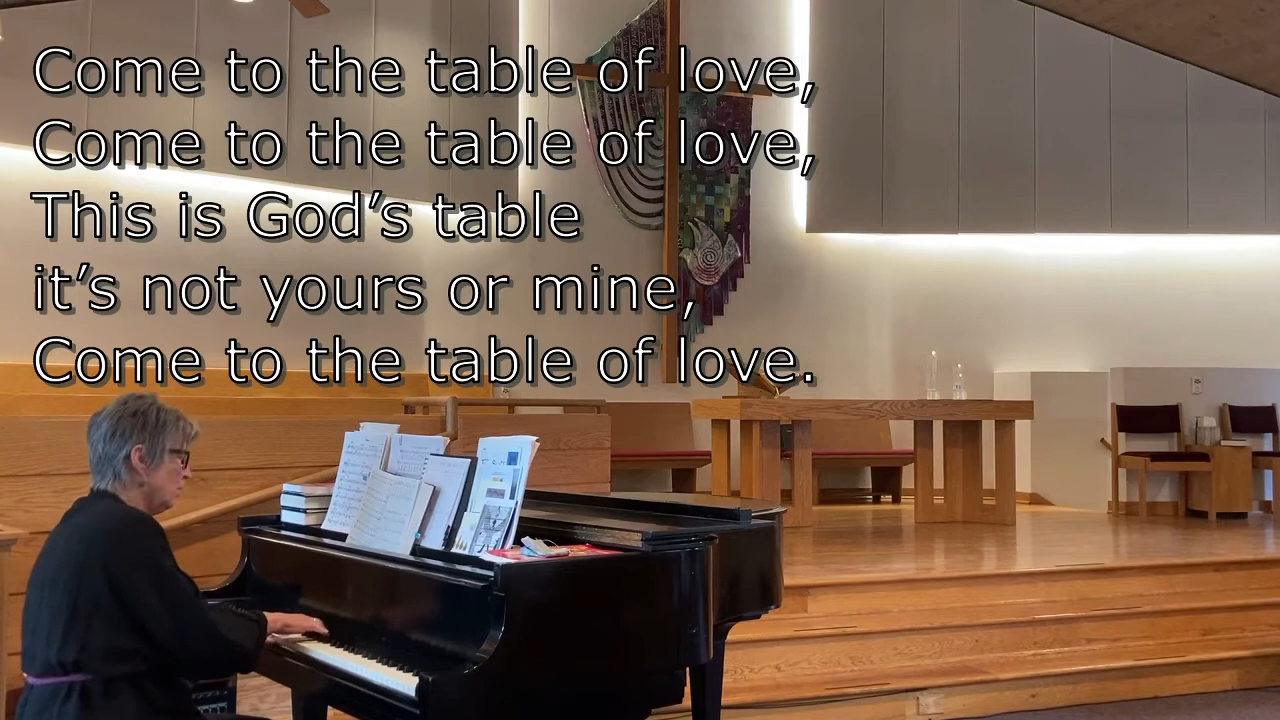 Come to the table of love,
Come to the table of love,
This is God’s table
it’s not yours or mine,
Come to the table of love.